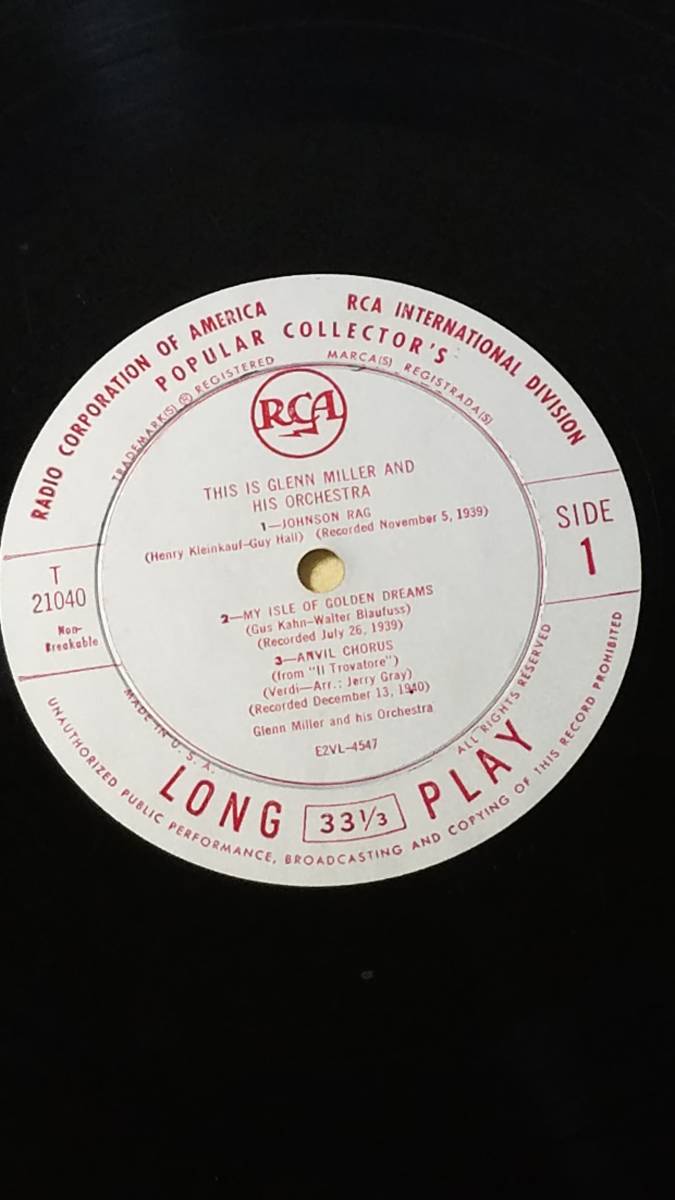 RADIO CORPORATION OF AMERICA
RCA INTERNATIONAL DIVISION
POPULAR COLLECTOR'S
TRADEMARK(S) ® REGISTERED
MARCA(S) REGISTRADA(S)
RCA
THIS IS GLENN MILLER AND
HIS ORCHESTRA
1—JOHNSON RAG
(Henry Kleinkauf-Guy Hall) (Recorded November 5, 1939)
SIDE
1
T
21040
Non-
Breakable
2—MY ISLE OF GOLDEN DREAMS
(Gus Kahn-Walter Blaufuss)
(Recorded July 26, 1939)
3—ANVIL CHORUS
(from "Il Trovatore")
(Verdi—Arr.: Jerry Gray)
(Recorded December 13, 1940)
Glenn Miller and his Orchestra
E2VL-4547
MADE IN U.S.A.
ALL RIGHTS RESERVED
LONG 33 1/3 PLAY
UNAUTHORIZED PUBLIC PERFORMANCE, BROADCASTING AND COPYING OF THIS RECORD PROHIBITED